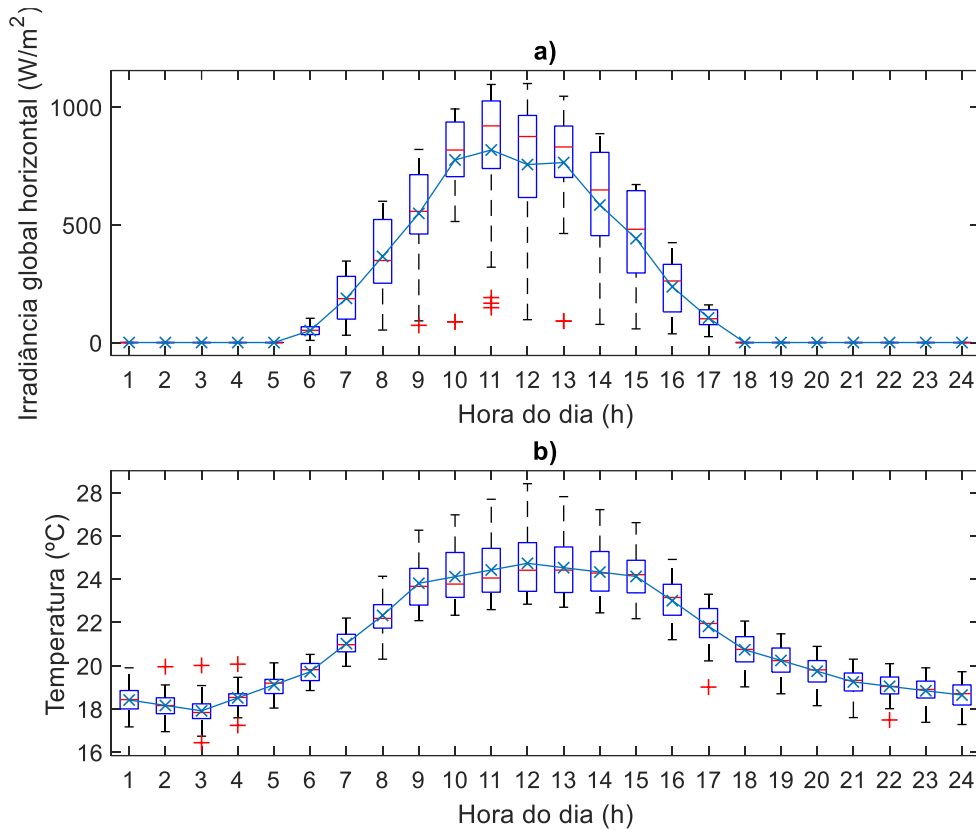 a)
Irradiância global horizontal (W/m²)
1000
500
0
1 2 3 4 5 6 7 8 9 10 11 12 13 14 15 16 17 18 19 20 21 22 23 24
Hora do dia (h)
b)
Temperatura (ºC)
28
26
24
22
20
18
16
1 2 3 4 5 6 7 8 9 10 11 12 13 14 15 16 17 18 19 20 21 22 23 24
Hora do dia (h)